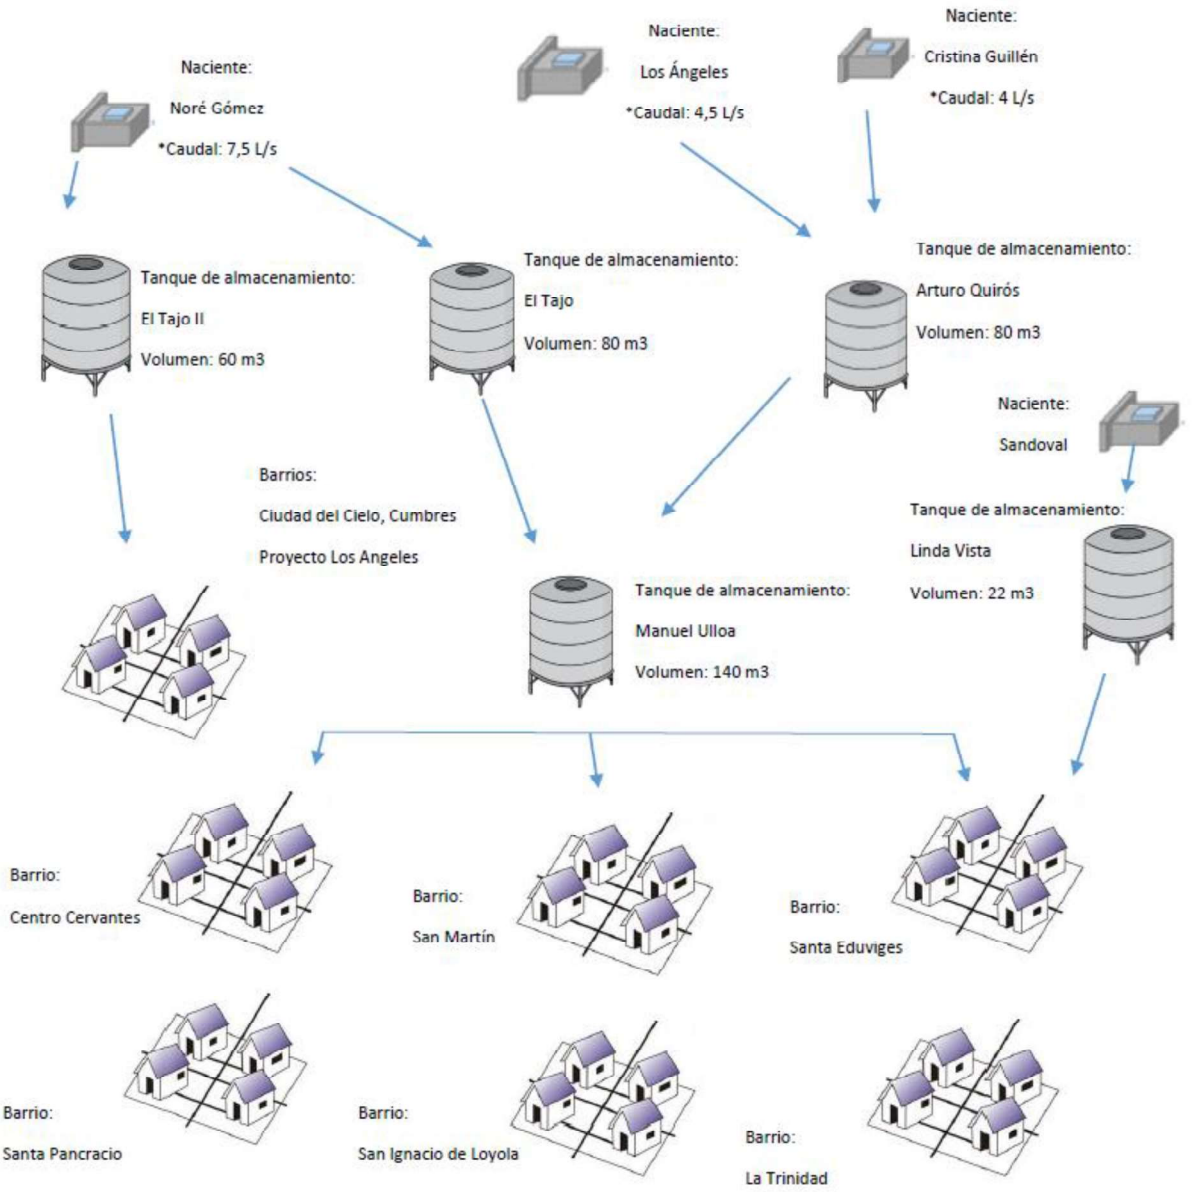 Naciente:
Noré Gómez
*Caudal: 7,5 L/s
Naciente:
Los Ángeles
*Caudal: 4,5 L/s
Naciente:
Cristina Guillén
*Caudal: 4 L/s
Tanque de almacenamiento:
El Tajo II
Volumen: 60 m3
Tanque de almacenamiento:
El Tajo
Volumen: 80 m3
Tanque de almacenamiento:
Arturo Quirós
Volumen: 80 m3
Naciente:
Sandoval
Barrios:
Ciudad del Cielo, Cumbres
Proyecto Los Angeles
Tanque de almacenamiento:
Linda Vista
Volumen: 22 m3
Tanque de almacenamiento:
Manuel Ulloa
Volumen: 140 m3
Barrio:
Centro Cervantes
Barrio:
San Martín
Barrio:
Santa Eduviges
Barrio:
Santa Pancracio
Barrio:
San Ignacio de Loyola
Barrio:
La Trinidad